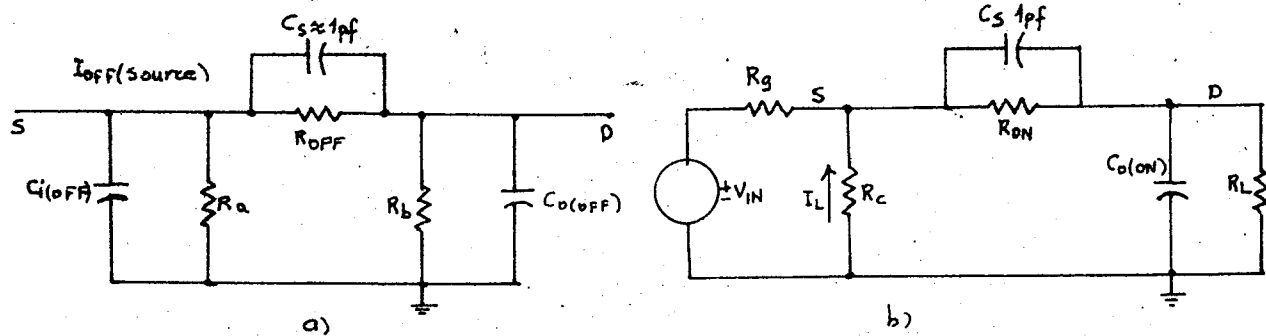 Cs≈1pf
IOFF(source)
S
ROFF
D
Ci(OFF)
Ra
Rb
Co(OFF)
a)
Cs 1pf
Rg
S
D
RON
Co(ON)
RL
±VIN
IL
Rc
b)